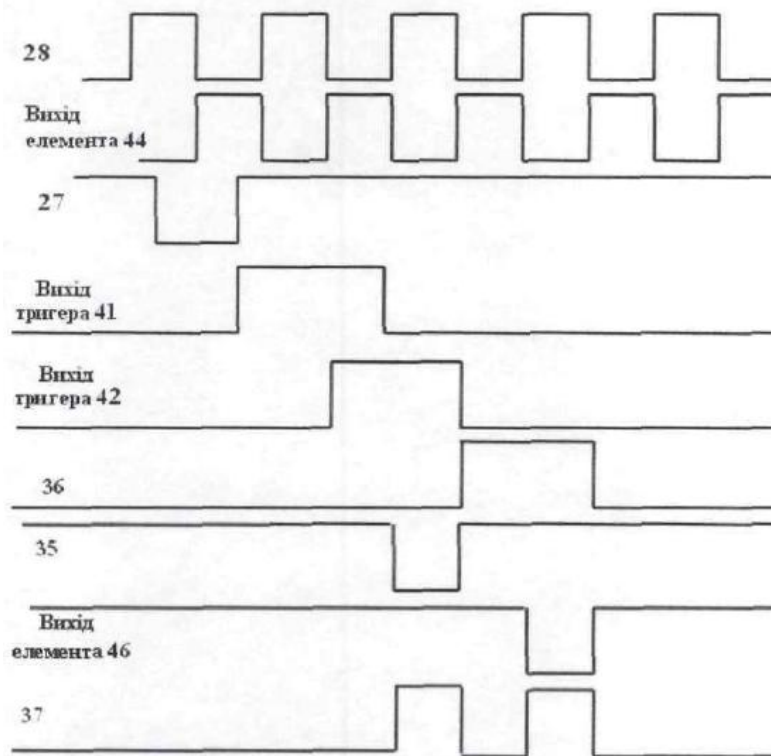 28
Вихід
елемента 44
27
Вихід
тригера 41
Вихід
тригера 42
36
35
Вихід
елемента 46
37